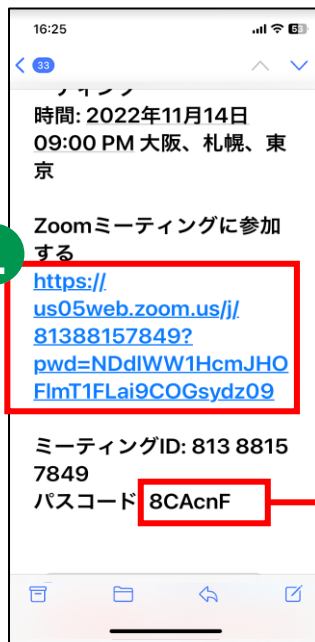 16:25
33
ーティング
時間: 2022年11月14日
09:00 PM 大阪、札幌、東
京
Zoomミーティングに参加
する
https://
us05web.zoom.us/j/
81388157849?
pwd=NDdlWW1HcmJHO
FlmT1FLai9COGsydz09
ミーティングID: 813 8815
7849
パスコード: 8CAcnF